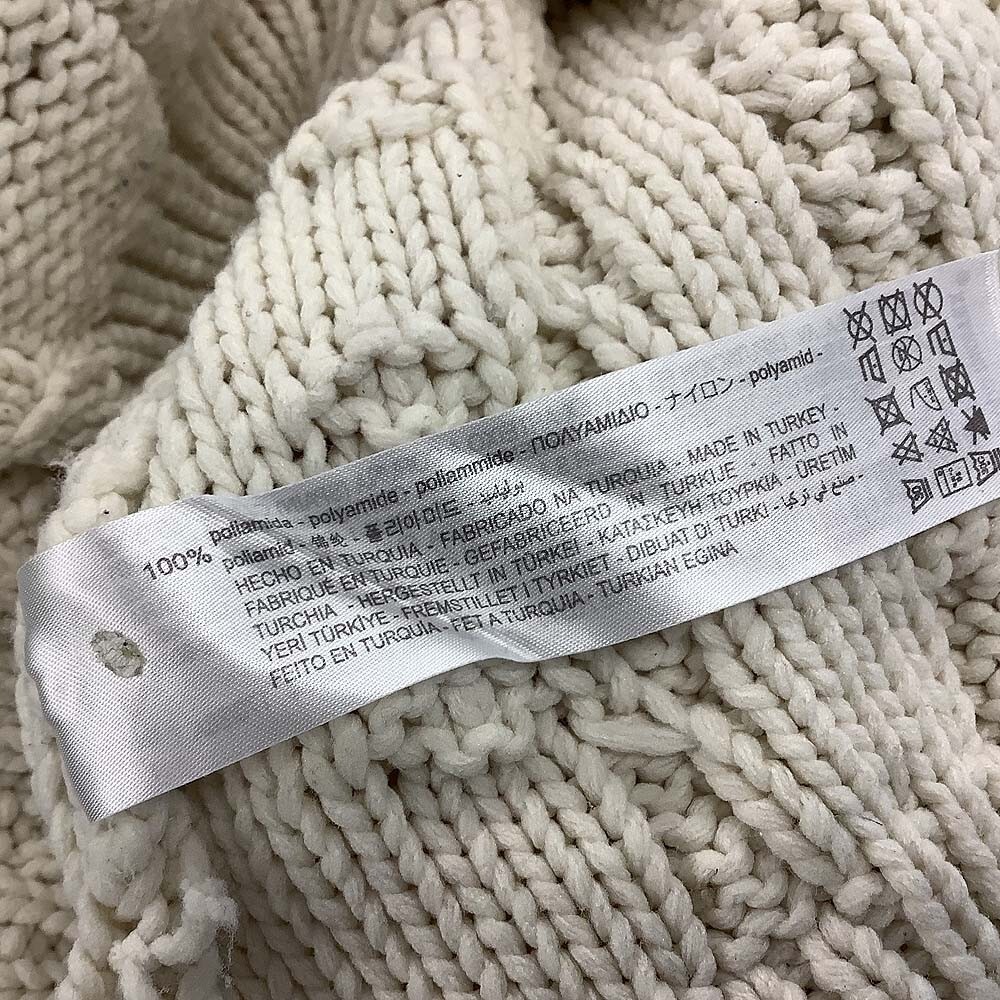 100% poliamida - polyamide - poliammide - ΠΟΛΥΑΜΙΔΙΟ - ナイロン - polyamid -
poliamid - 锦纶 - 폴리아미드 - بوليأميد
HECHO EN TURQUIA - FABRICADO NA TURQUIA - MADE IN TURKEY -
FABRIQUÉ EN TURQUIE - GEFABRICEERD IN TURKIJE - FATTO IN
TURCHIA - HERGESTELLT IN TÜRKEI - ΚΑΤΑΣΚΕΥΗ ΤΟΥΡΚΙΑ - ÜRETİM
YERİ TÜRKİYE - FREMSTILLET I TYRKIET - DIBUAT DI TURKI - صنع في تركيا -
FEITO EN TURQUÍA - FET A TURQUIA - TURKIAN EGINA